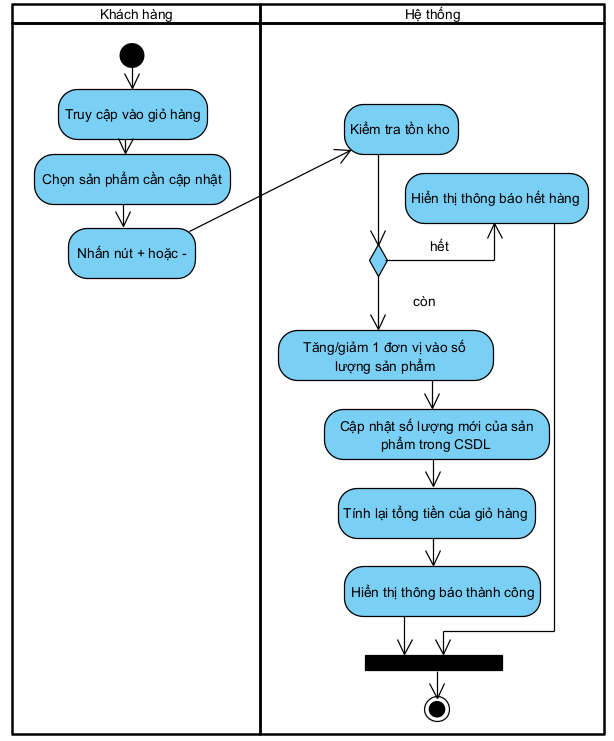 Khách hàng
Hệ thống
Truy cập vào giỏ hàng
Chọn sản phẩm cần cập nhật
Nhấn nút + hoặc -
Kiểm tra tồn kho
Hiển thị thông báo hết hàng
hết
còn
Tăng/giảm 1 đơn vị vào số
lượng sản phẩm
Cập nhật số lượng mới của sản
phẩm trong CSDL
Tính lại tổng tiền của giỏ hàng
Hiển thị thông báo thành công